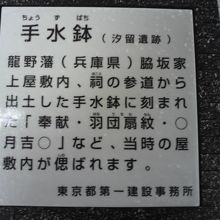 ちょう ず ばち
手水鉢（汐留遺跡）
龍野藩（兵庫県）脇坂家
上屋敷内、祠の参道から
出土した手水鉢に刻まれ
た「奉献・羽団扇紋・○
月吉○」など、当時の屋
敷内が偲ばれます。
東京都第一建設事務所